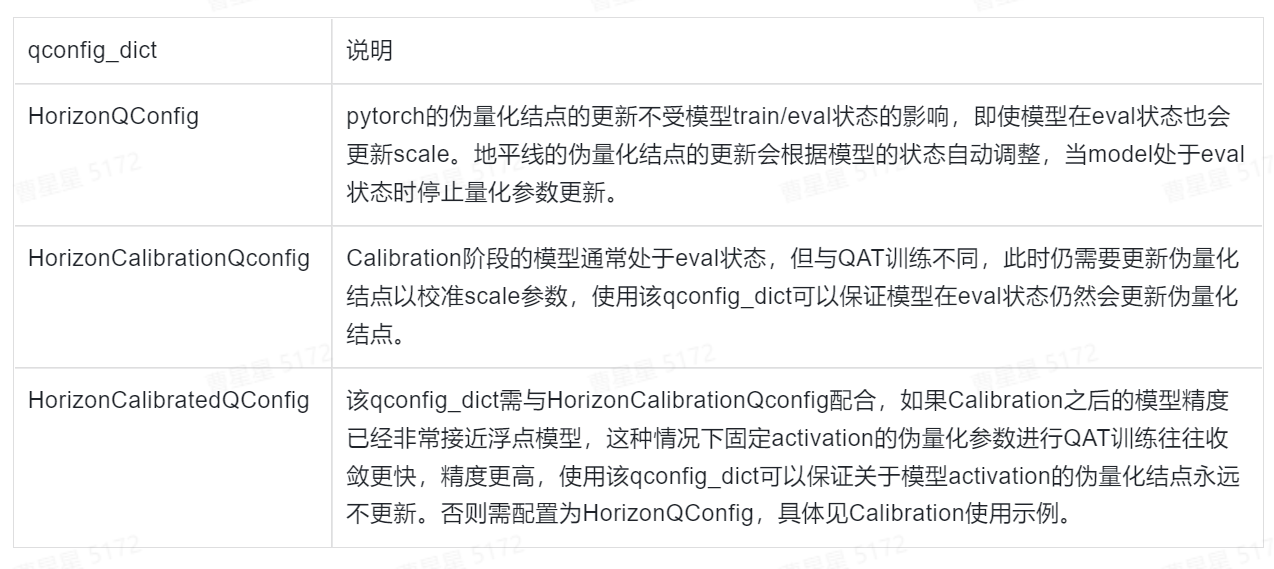 qconfig_dict
说明
HorizonQConfig
pytorch的伪量化结点的更新不受模型train/eval状态的影响，即使模型在eval状态也会
更新scale。地平线的伪量化结点的更新会根据模型的状态自动调整，当model处于eval
状态时停止量化参数更新。
HorizonCalibrationQconfig
Calibration阶段的模型通常处于eval状态，但与QAT训练不同，此时仍需要更新伪量化
结点以校准scale参数，使用该qconfig_dict可以保证模型在eval状态仍然会更新伪量化
结点。
HorizonCalibratedQConfig
该qconfig_dict需与HorizonCalibrationQconfig配合，如果Calibration之后的模型精度
已经非常接近浮点模型，这种情况下固定activation的伪量化参数进行QAT训练往往收
敛更快，精度更高，使用该qconfig_dict可以保证关于模型activation的伪量化结点永远
不更新。否则需配置为HorizonQConfig，具体见Calibration使用示例。
曹星星 5172
曹星星 5172
曹星星 5172
曹星星 5172
曹星星 5172